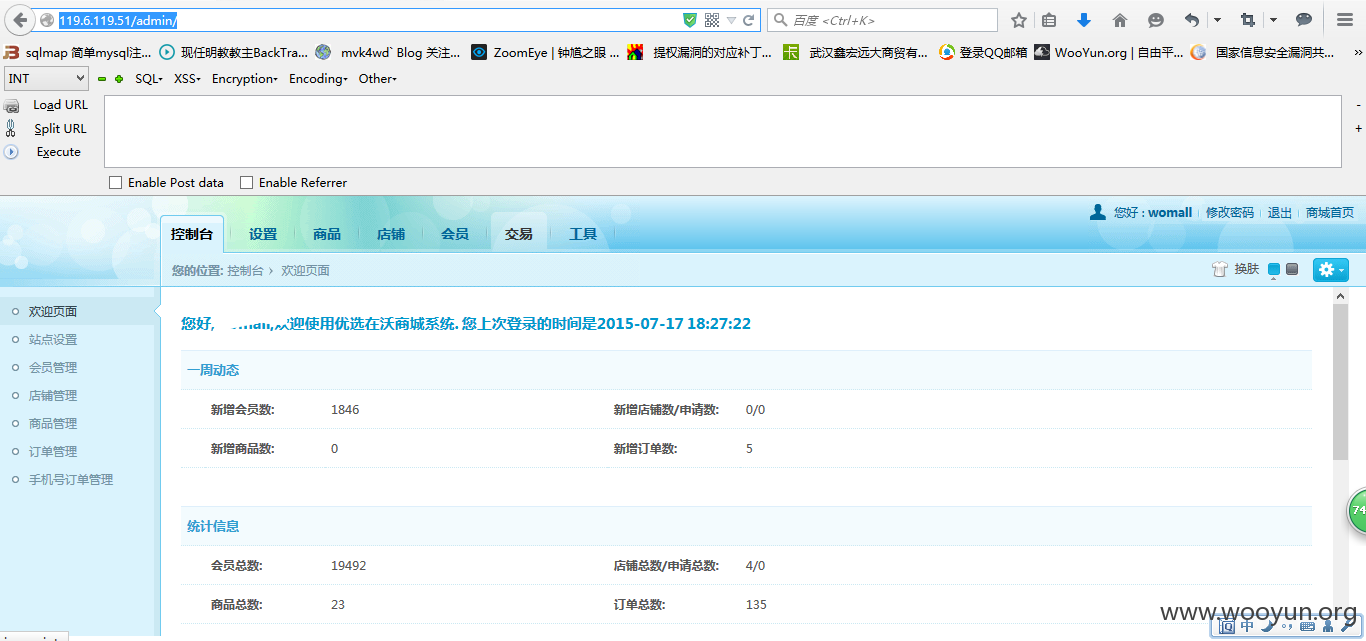 119.6.119.51/admin/
百度 <Ctrl+K>
sqlmap 简单mysql注... 现任明教教主BackTra... mvk4wd` Blog 关注... ZoomEye | 钟馗之眼 ... 提权漏洞的对应补丁... 武汉鑫宏远大商贸有... 登录QQ邮箱 WooYun.org | 自由平... 国家信息安全漏洞共... »
INT SQL XSS Encryption Encoding Other
Load URL
Split URL
Execute
Enable Post data Enable Referrer
您好 : womall 修改密码 退出 商城首页
控制台 设置 商品 店铺 会员 交易 工具
您的位置: 控制台 › 欢迎页面 换肤
欢迎页面
站点设置
会员管理
店铺管理
商品管理
订单管理
手机号订单管理
您好, 欢迎使用优选在沃商城系统. 您上次登录的时间是2015-07-17 18:27:22
一周动态
新增会员数: 1846 新增店铺数/申请数: 0/0
新增商品数: 0 新增订单数: 5
统计信息
会员总数: 19492 店铺总数/申请总数: 4/0
商品总数: 23 订单总数: 135
74
www.wooyun.org
中